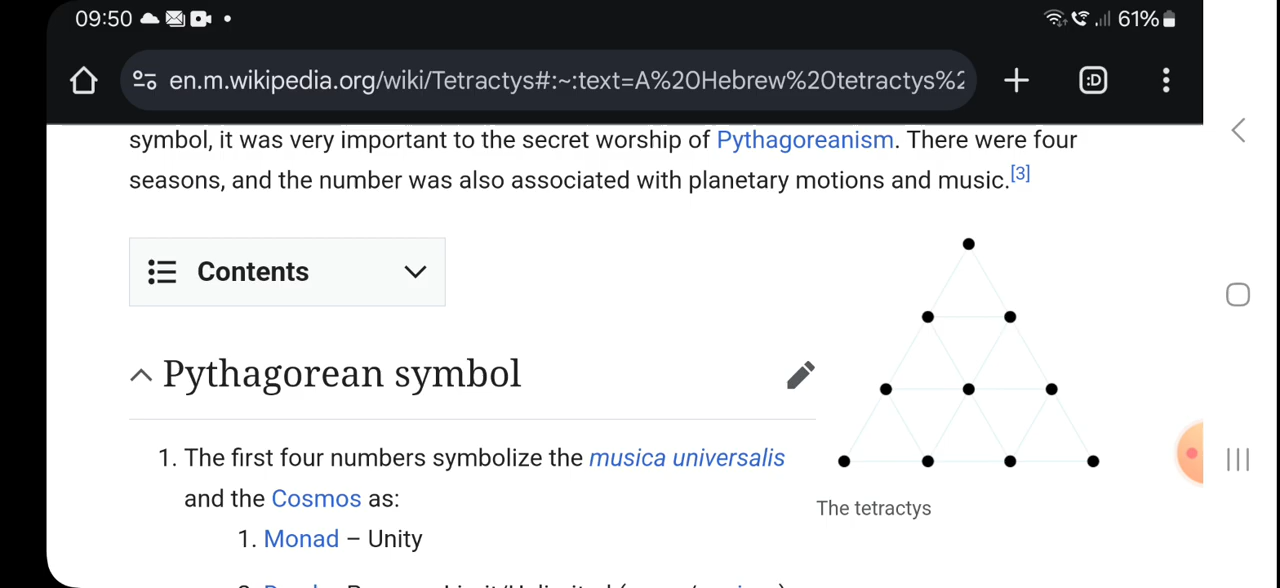 09:50
61%
en.m.wikipedia.org/wiki/Tetractys#:~:text=A%20Hebrew%20tetractys%2
:D
symbol, it was very important to the secret worship of Pythagoreanism. There were four
seasons, and the number was also associated with planetary motions and music.[3]
Contents
Pythagorean symbol
1. The first four numbers symbolize the musica universalis
and the Cosmos as:
1. Monad – Unity
The tetractys